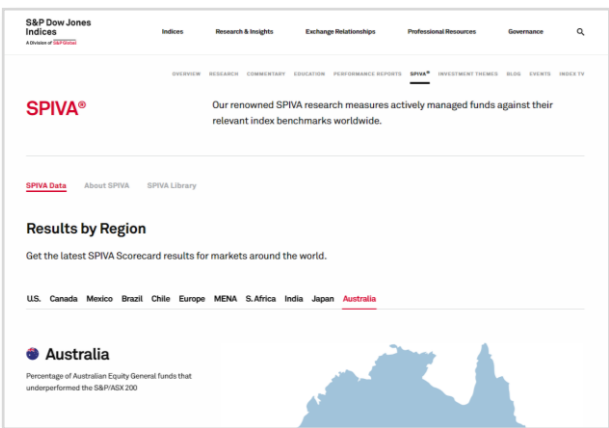 S&P Dow Jones
Indices
A Division of S&P Global
Indices
Research & Insights
Exchange Relationships
Professional Resources
Governance
OVERVIEW RESEARCH COMMENTARY EDUCATION PERFORMANCE REPORTS SPIVA® INVESTMENT THEMES BLOG EVENTS INDEX TV
SPIVA®
Our renowned SPIVA research measures actively managed funds against their
relevant index benchmarks worldwide.
SPIVA Data About SPIVA SPIVA Library
Results by Region
Get the latest SPIVA Scorecard results for markets around the world.
U.S. Canada Mexico Brazil Chile Europe MENA S.Africa India Japan Australia
Australia
Percentage of Australian Equity General funds that
underperformed the S&P/ASX 200